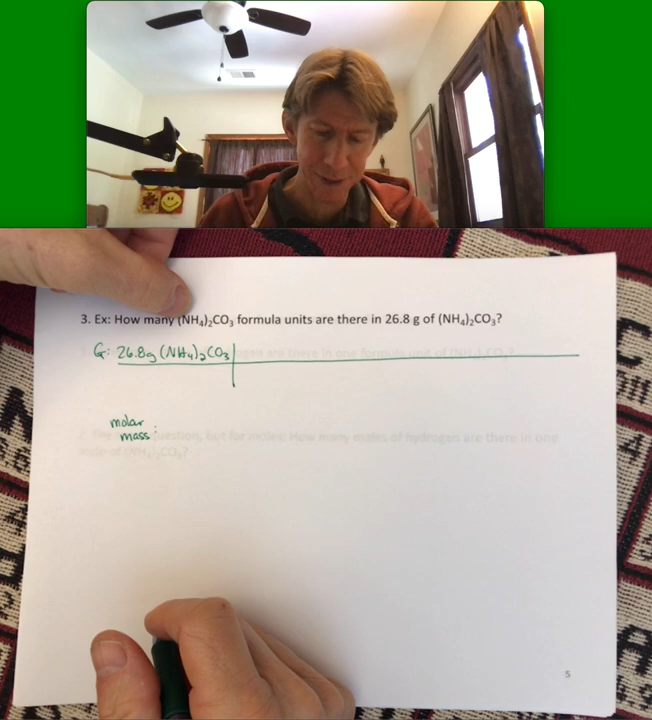 3. Ex: How many (NH₄)₂CO₃ formula units are there in 26.8 g of (NH₄)₂CO₃?
G: 26.8g (NH₄)₂CO₃
molar
mass:
5